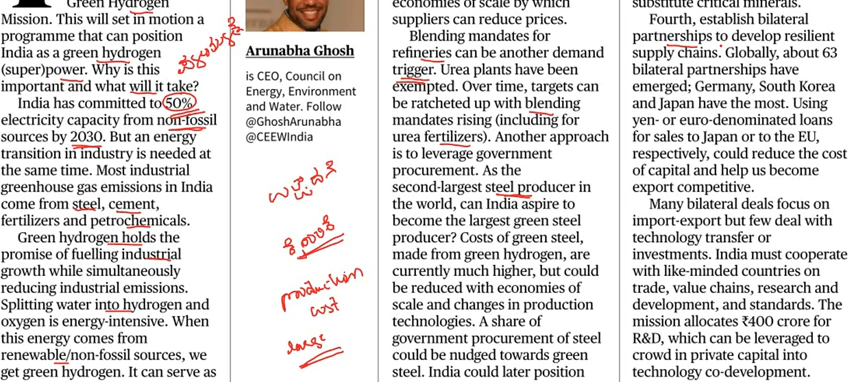 Green Hydrogen
Mission. This will set in motion a
programme that can position
India as a green hydrogen
(super)power. Why is this
important and what will it take?
India has committed to 50%
electricity capacity from non-fossil
sources by 2030. But an energy
transition in industry is needed at
the same time. Most industrial
greenhouse gas emissions in India
come from steel, cement,
fertilizers and petrochemicals.
Green hydrogen holds the
promise of fuelling industrial
growth while simultaneously
reducing industrial emissions.
Splitting water into hydrogen and
oxygen is energy-intensive. When
this energy comes from
renewable/non-fossil sources, we
get green hydrogen. It can serve as
Arunabha Ghosh
is CEO, Council on
Energy, Environment
and Water. Follow
@GhoshArunabha
@CEEWIndia
production
cost
large
economies of scale by which
suppliers can reduce prices.
Blending mandates for
refineries can be another demand
trigger. Urea plants have been
exempted. Over time, targets can
be ratcheted up with blending
mandates rising (including for
urea fertilizers). Another approach
is to leverage government
procurement. As the
second-largest steel producer in
the world, can India aspire to
become the largest green steel
producer? Costs of green steel,
made from green hydrogen, are
currently much higher, but could
be reduced with economies of
scale and changes in production
technologies. A share of
government procurement of steel
could be nudged towards green
steel. India could later position
substitute critical minerals.
Fourth, establish bilateral
partnerships to develop resilient
supply chains. Globally, about 63
bilateral partnerships have
emerged; Germany, South Korea
and Japan have the most. Using
yen- or euro-denominated loans
for sales to Japan or to the EU,
respectively, could reduce the cost
of capital and help us become
export competitive.
Many bilateral deals focus on
import-export but few deal with
technology transfer or
investments. India must cooperate
with like-minded countries on
trade, value chains, research and
development, and standards. The
mission allocates ₹400 crore for
R&D, which can be leveraged to
crowd in private capital into
technology co-development.